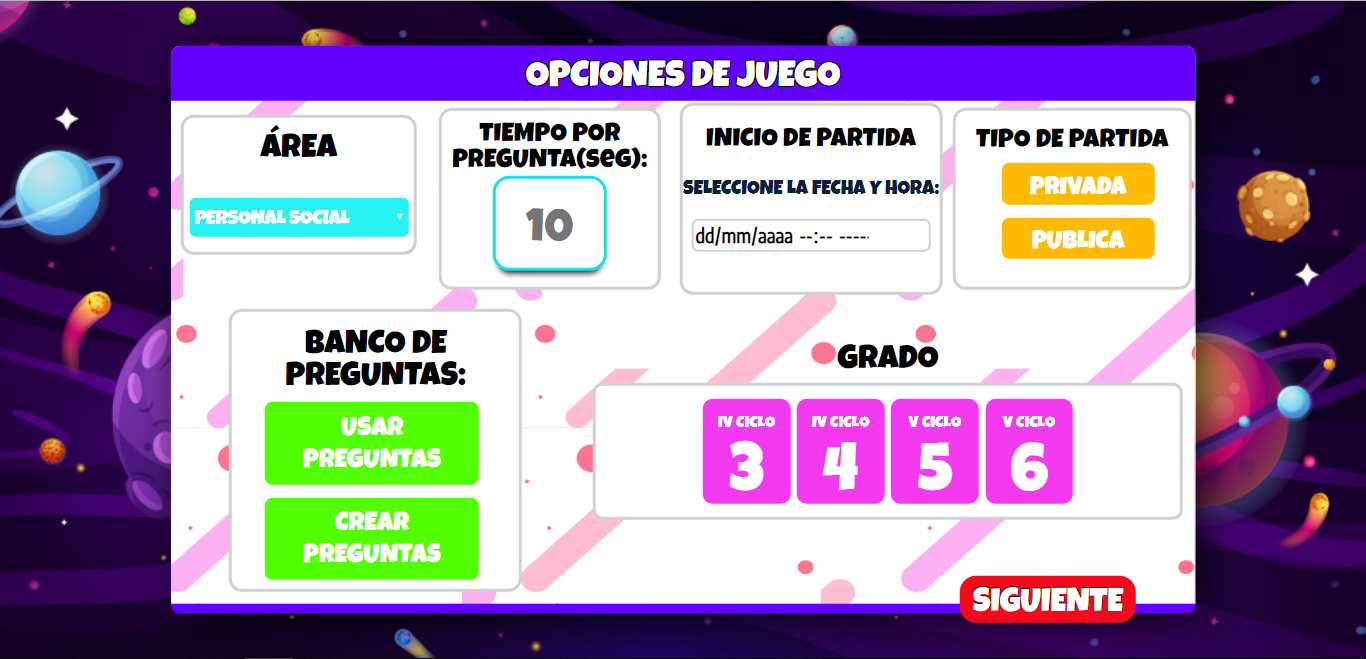 OPCIONES DE JUEGO
ÁREA
PERSONAL SOCIAL
TIEMPO POR
PREGUNTA(SeG):
10
INICIO DE PARTIDA
SELECCIONE LA FECHA Y HORA:
dd/mm/aaaa --:-- ----
TIPO DE PARTIDA
PRIVADA
PUBLICA
BANCO DE
PREGUNTAS:
USAR
PREGUNTAS
CREAR
PREGUNTAS
GRADO
IV CICLO
3
IV CICLO
4
V CICLO
5
V CICLO
6
SIGUIENTE